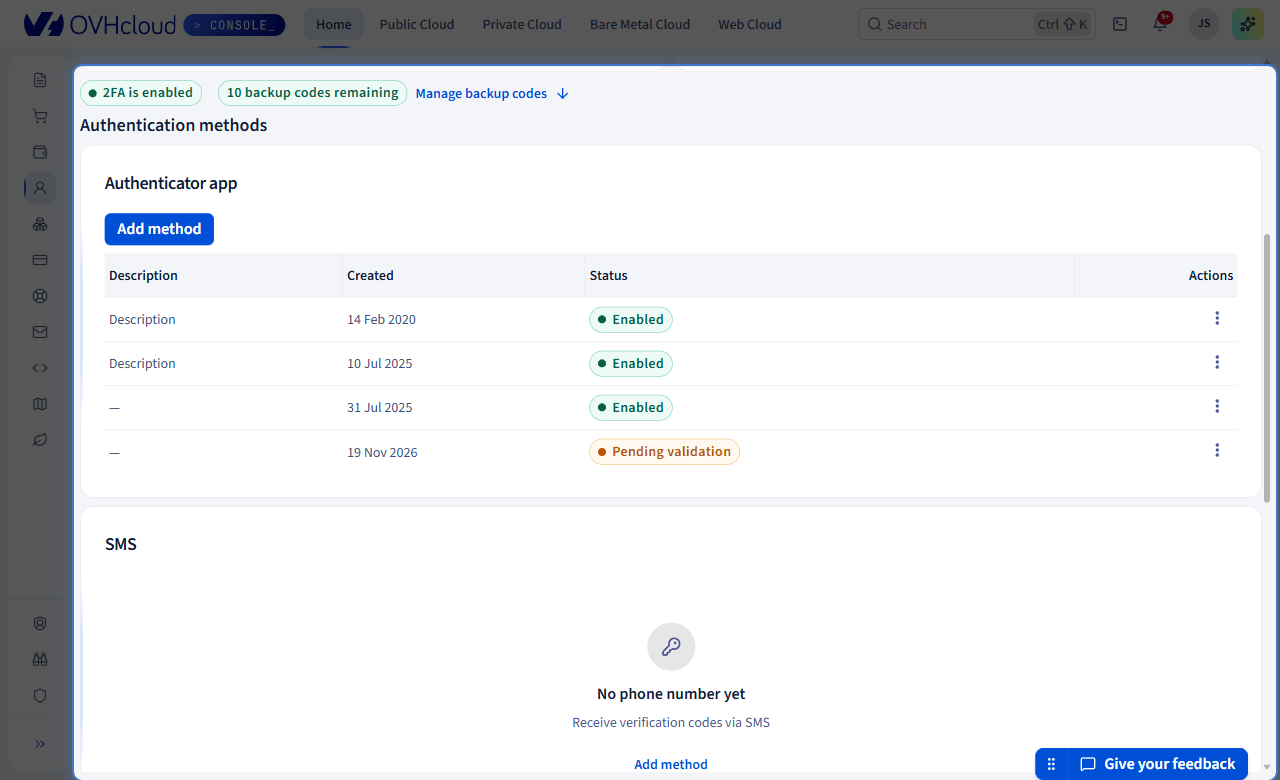 OVHcloud > CONSOLE_ Home Public Cloud Private Cloud Bare Metal Cloud Web Cloud Search Ctrl ⇧ K 9+ JS
2FA is enabled 10 backup codes remaining Manage backup codes
Authentication methods
Authenticator app
Add method
Description Created Status Actions
Description 14 Feb 2020 Enabled
Description 10 Jul 2025 Enabled
— 31 Jul 2025 Enabled
— 19 Nov 2026 Pending validation
SMS
No phone number yet
Receive verification codes via SMS
Add method
Give your feedback